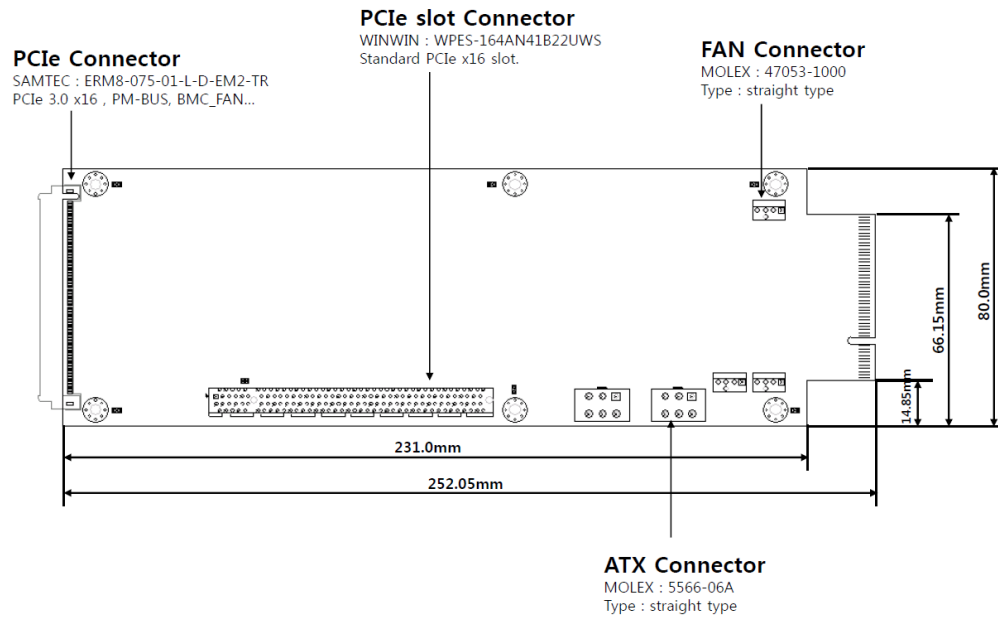 PCIe slot Connector
WINWIN : WPES-164AN41B22UWS
Standard PCIe x16 slot.
PCIe Connector
SAMTEC : ERM8-075-01-L-D-EM2-TR
PCIe 3.0 x16 , PM-BUS, BMC_FAN...
FAN Connector
MOLEX : 47053-1000
Type : straight type
80.0mm
66.15mm
14.85mm
231.0mm
252.05mm
ATX Connector
MOLEX : 5566-06A
Type : straight type